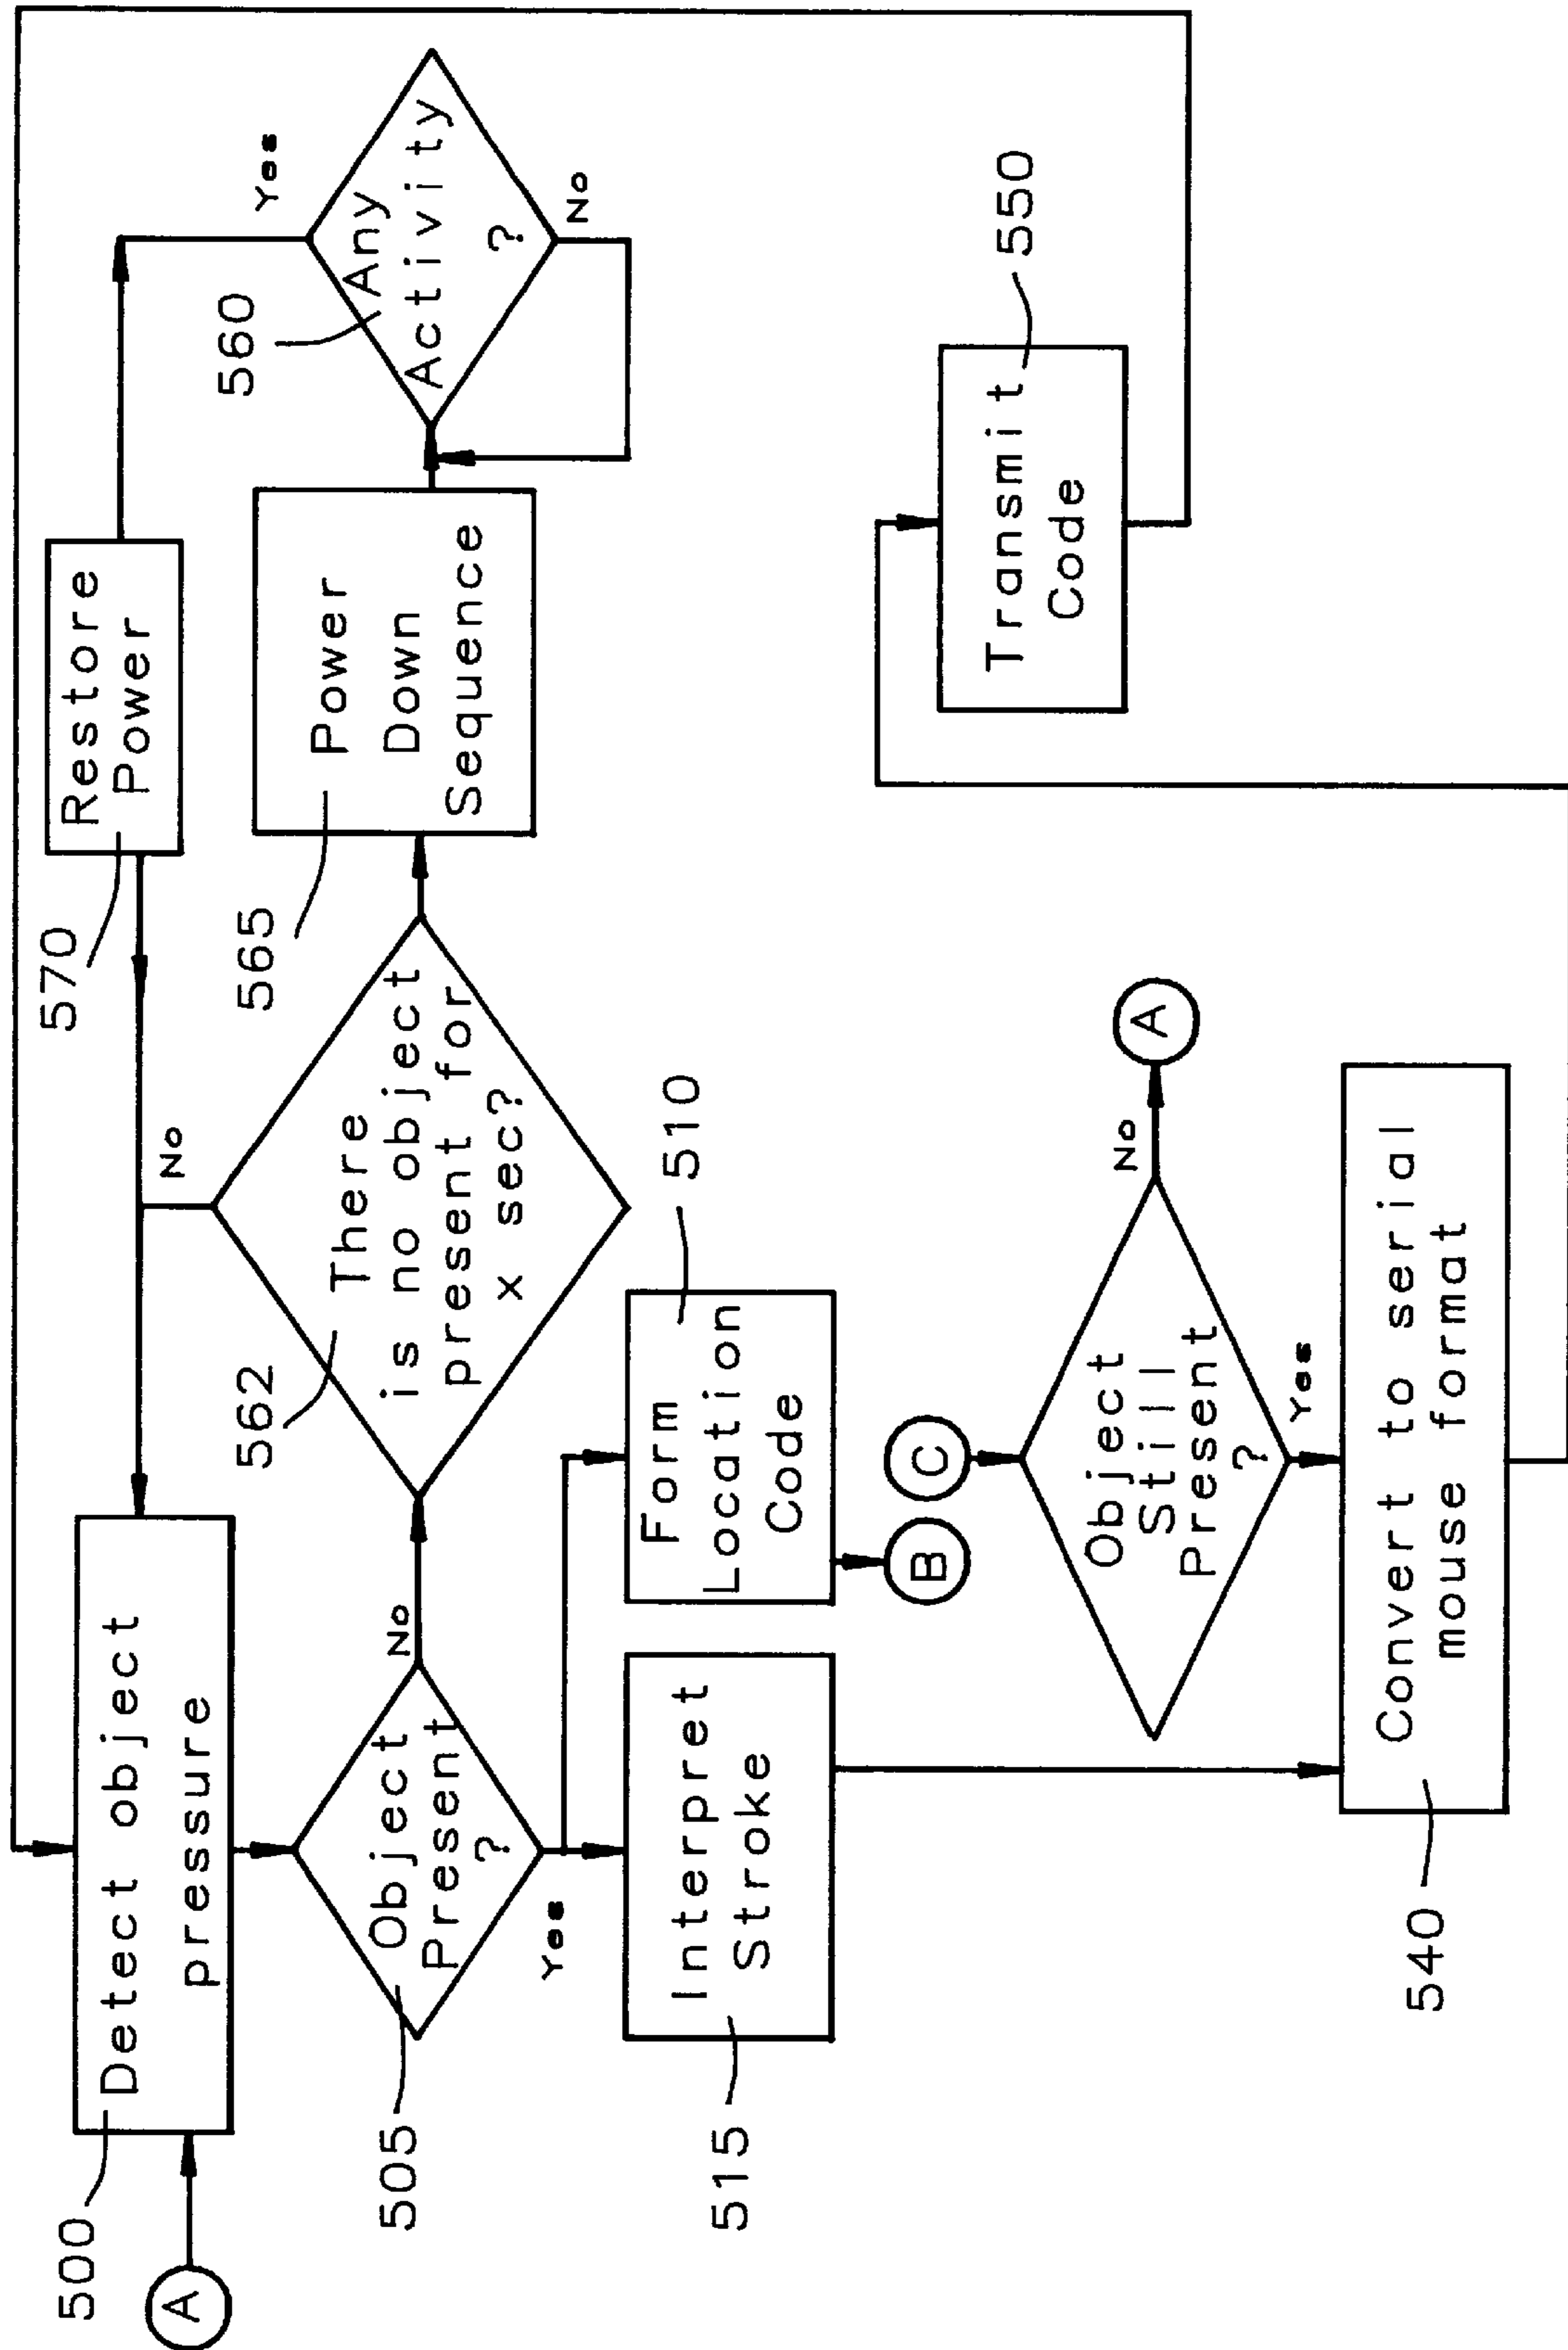 A
500
Detect object
pressure
570
Restore
Power
Yes
505
Object
Present
?
No
Yes
562
There
is no object
present for
x sec?
No
565
Power
Down
Sequence
560
Any
Activity
?
No
515
Interpret
Stroke
510
Form
Location
Code
B
C
Object
Still
Present
?
No
A
Yes
540
Convert to serial
mouse format
Transmit
Code
550